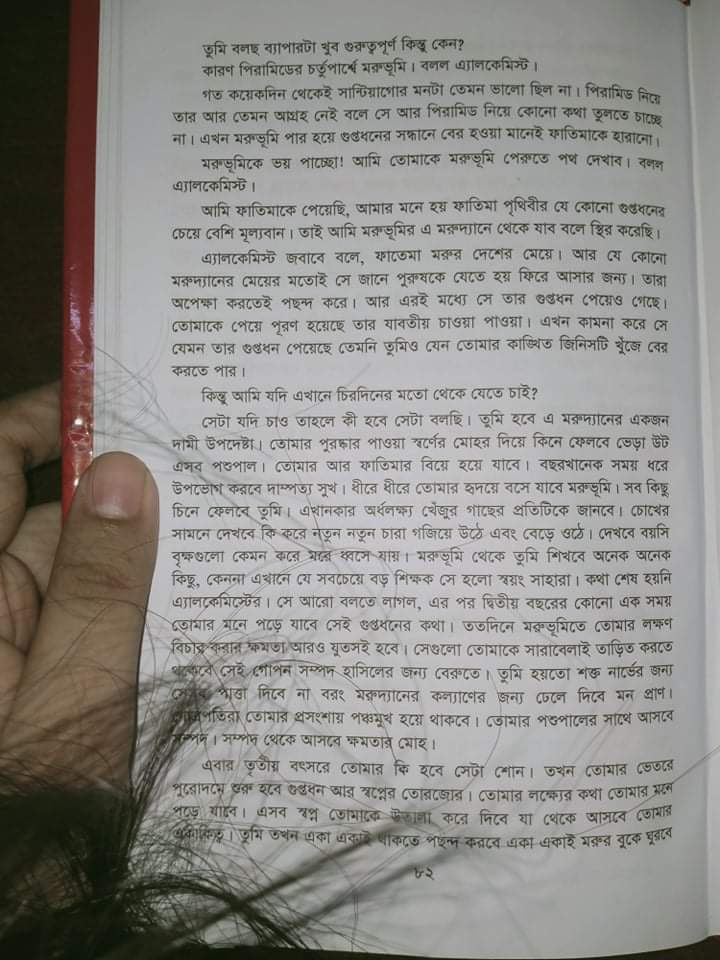 তুমি বলছ ব্যাপারটা খুব গুরুত্বপূর্ণ কিন্তু কেন?
কারণ পিরামিডের চর্তুপার্শ্বে মরুভূমি। বলল এ্যালকেমিস্ট।
গত কয়েকদিন থেকেই সান্টিয়াগোর মনটা তেমন ভালো ছিল না। পিরামিড নিয়ে
তার আর তেমন আগ্রহ নেই বলে সে আর পিরামিড নিয়ে কোনো কথা তুলতে চাচ্ছে
না। এখন মরুভূমি পার হয়ে গুপ্তধনের সন্ধানে বের হওয়া মানেই ফাতিমাকে হারানো।
মরুভূমিকে ভয় পাচ্ছো! আমি তোমাকে মরুভূমি পেরুতে পথ দেখাব। বলল
এ্যালকেমিস্ট।
আমি ফাতিমাকে পেয়েছি, আমার মনে হয় ফাতিমা পৃথিবীর যে কোনো গুপ্তধনের
চেয়ে বেশি মূল্যবান। তাই আমি মরুভূমির এ মরুদ্যানে থেকে যাব বলে স্থির করেছি।
এ্যালকেমিস্ট জবাবে বলে, ফাতেমা মরুর দেশের মেয়ে। আর যে কোনো
মরুদ্যানের মেয়ের মতোই সে জানে পুরুষকে যেতে হয় ফিরে আসার জন্য। তারা
অপেক্ষা করতেই পছন্দ করে। আর এরই মধ্যে সে তার গুপ্তধন পেয়েও গেছে।
তোমাকে পেয়ে পূরণ হয়েছে তার যাবতীয় চাওয়া পাওয়া। এখন কামনা করে সে
যেমন তার গুপ্তধন পেয়েছে তেমনি তুমিও যেন তোমার কাঙ্খিত জিনিসটি খুঁজে বের
করতে পার।
কিন্তু আমি যদি এখানে চিরদিনের মতো থেকে যেতে চাই?
সেটা যদি চাও তাহলে কী হবে সেটা বলছি। তুমি হবে এ মরুদ্যানের একজন
দামী উপদেষ্টা। তোমার পুরষ্কার পাওয়া স্বর্ণের মোহর দিয়ে কিনে ফেলবে ভেড়া উট
এসব পশুপাল। তোমার আর ফাতিমার বিয়ে হয়ে যাবে। বছরখানেক সময় ধরে
উপভোগ করবে দাম্পত্য সুখ। ধীরে ধীরে তোমার হৃদয়ে বসে যাবে মরুভূমি। সব কিছু
চিনে ফেলবে তুমি। এখানকার অর্ধলক্ষ্য খেঁজুর গাছের প্রতিটিকে জানবে। চোখের
সামনে দেখবে কি করে নতুন নতুন চারা গজিয়ে উঠে এবং বেড়ে ওঠে। দেখবে বয়সি
বৃক্ষগুলো কেমন করে মরে ধ্বসে যায়। মরুভূমি থেকে তুমি শিখবে অনেক অনেক
কিছু, কেননা এখানে যে সবচেয়ে বড় শিক্ষক সে হলো স্বয়ং সাহারা। কথা শেষ হয়নি
এ্যালকেমিস্টের। সে আরো বলতে লাগল, এর পর দ্বিতীয় বছরের কোনো এক সময়
তোমার মনে পড়ে যাবে সেই গুপ্তধনের কথা। ততদিনে মরুভূমিতে তোমার লক্ষণ
বিচার করার ক্ষমতা আরও যুতসই হবে। সেগুলো তোমাকে সারাবেলাই তাড়িত করতে
থাকবে সেই গোপন সম্পদ হাসিলের জন্য বেরুতে। তুমি হয়তো শক্ত নার্ভের জন্য
পাত্তা দিবে না বরং মরুদ্যানের কল্যাণের জন্য ঢেলে দিবে মন প্রাণ।
তোমার প্রসংশায় পঞ্চমুখ হয়ে থাকবে। তোমার পশুপালের সাথে আসবে
সম্পদ। সম্পদ থেকে আসবে ক্ষমতার মোহ।
এবার তৃতীয় বৎসরে তোমার কি হবে সেটা শোন। তখন তোমার ভেতরে
পুরোদমে শুরু হবে গুপ্তধন আর স্বপ্নের তোরজোর। তোমার লক্ষ্যের কথা তোমার মনে
পড়ে যাবে। এসব স্বপ্ন তোমাকে উতালা করে দিবে যা থেকে আসবে তোমার
একাকিত্ব। তুমি তখন একা একাই থাকতে পছন্দ করবে একা একাই মরুর বুকে ঘুরবে
৮২